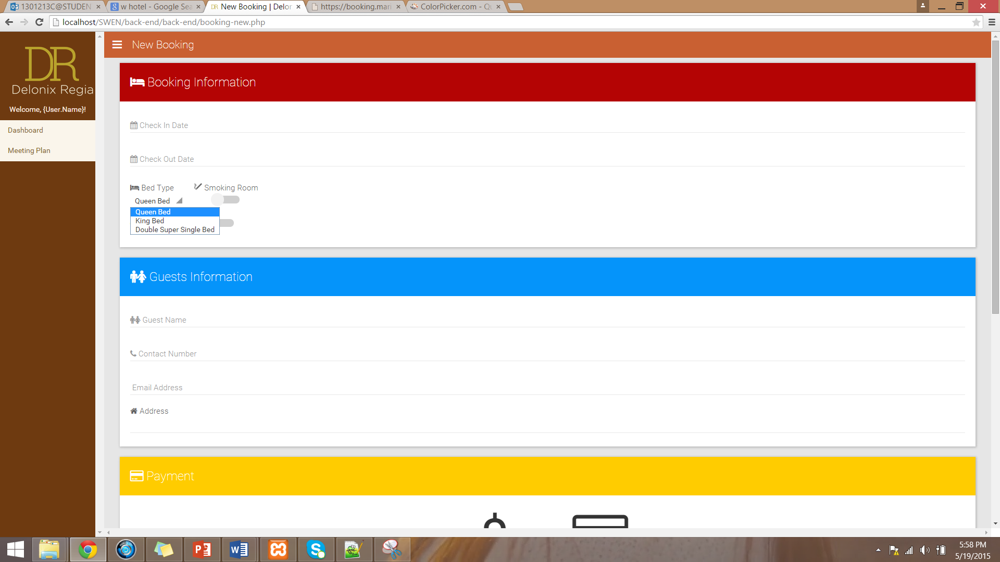 1301213C@STUDEN
w hotel - Google Sea
New Booking | Delon
https://booking.mari
ColorPicker.com - Qu
localhost/SWEN/back-end/back-end/booking-new.php
DR
Delonix Regia
Welcome, {User.Name}!
Dashboard
Meeting Plan
New Booking
Booking Information
Check In Date
Check Out Date
Bed Type
Smoking Room
Queen Bed
Queen Bed
King Bed
Double Super Single Bed
Guests Information
Guest Name
Contact Number
Email Address
Address
Payment
5:58 PM
5/19/2015